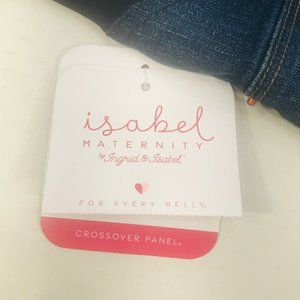 isabel
MATERNITY
by Ingrid & Isabel®
FOR EVERY BELLY.
CROSSOVER PANEL®